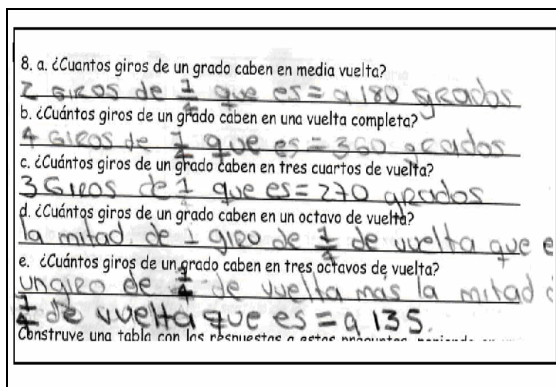 8. a. ¿Cuantos giros de un grado caben en media vuelta?
2 GIROS de 1/4 que es = a 180 grados
b. ¿Cuántos giros de un grado caben en una vuelta completa?
4 GIROS de 1/4 que es = 360 grados
c. ¿Cuántos giros de un grado caben en tres cuartos de vuelta?
3 GIROS de 1/4 que es = 270 grados
d. ¿Cuántos giros de un grado caben en un octavo de vuelta?
la mitad de 1 giro de 1/4 de vuelta que e
e. ¿Cuántos giros de un grado caben en tres octavos de vuelta?
un giro de 1/4 de vuelta mas la mitad d
1/4 de vuelta que es = a 135.
Construye una tabla con las respuestas a estas preguntas